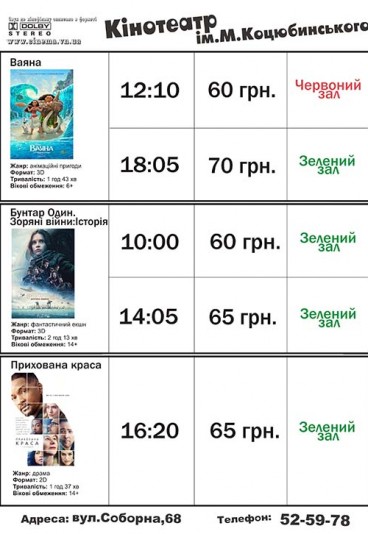 DOLBY
STEREO
www.cinema.vn.ua
Кінотеатр
ім.М.Коцюбинського
Ваяна
ВАЯНА
Жанр: анімаційні пригоди
Формат: 3D
Тривалість: 1 год 43 хв
Вікові обмеження: 6+
12:10
60 грн.
Червоний
зал
18:05
70 грн.
Зелений
зал
Бунтар Один.
Зоряні війни:Історія
Жанр: фантастичний екшн
Формат: 3D
Тривалість: 2 год 13 хв
Вікові обмеження: 14+
10:00
60 грн.
Зелений
зал
14:05
65 грн.
Зелений
зал
Прихована краса
ПРИХОВАНА
КРАСА
Жанр: драма
Формат: 2D
Тривалість: 1 год 37 хв
Вікові обмеження: 14+
16:20
65 грн.
Зелений
зал
Адреса: вул.Соборна,68
Телефон: 52-59-78